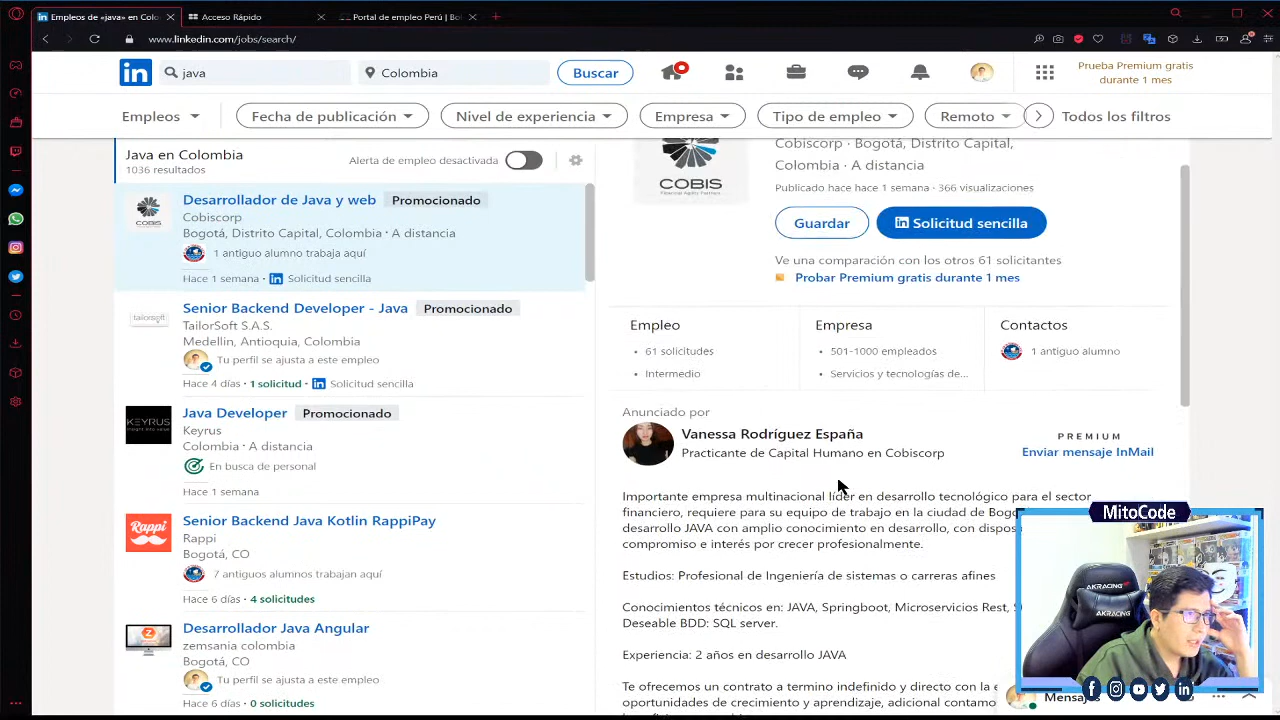 Empleos de «java» en Colo
Acceso Rápido
Portal de empleo Perú | Bol
www.linkedin.com/jobs/search/
in
java
Colombia
Buscar
Prueba Premium gratis
durante 1 mes
Empleos
Fecha de publicación
Nivel de experiencia
Empresa
Tipo de empleo
Remoto
Todos los filtros
Java en Colombia
1036 resultados
Alerta de empleo desactivada
COBIS
Desarrollador de Java y web
Promocionado
Cobiscorp
Bogotá, Distrito Capital, Colombia · A distancia
1 antiguo alumno trabaja aquí
Hace 1 semana · in Solicitud sencilla
tailorsoft
Senior Backend Developer - Java
Promocionado
TailorSoft S.A.S.
Medellín, Antioquia, Colombia
Tu perfil se ajusta a este empleo
Hace 4 días · 1 solicitud · in Solicitud sencilla
KEYRUS
Java Developer
Promocionado
Keyrus
Colombia · A distancia
En busca de personal
Hace 1 semana
Rappi
Senior Backend Java Kotlin RappiPay
Rappi
Bogotá, CO
7 antiguos alumnos trabajan aquí
Hace 6 días · 4 solicitudes
Desarrollador Java Angular
zemsania colombia
Bogotá, CO
Tu perfil se ajusta a este empleo
Hace 6 días · 0 solicitudes
COBIS
Cobiscorp · Bogotá, Distrito Capital,
Colombia · A distancia
Publicado hace hace 1 semana · 366 visualizaciones
Guardar
in Solicitud sencilla
Ve una comparación con los otros 61 solicitantes
Probar Premium gratis durante 1 mes
Empleo
• 61 solicitudes
• Intermedio
Empresa
• 501-1000 empleados
• Servicios y tecnologías de...
Contactos
1 antiguo alumno
Anunciado por
Vanessa Rodríguez España
Practicante de Capital Humano en Cobiscorp
PREMIUM
Enviar mensaje InMail
Importante empresa multinacional líder en desarrollo tecnológico para el sector
financiero, requiere para su equipo de trabajo en la ciudad de Bog
desarrollo JAVA con amplio conocimiento en desarrollo, con dispos
compromiso e interés por crecer profesionalmente.
Estudios: Profesional de Ingeniería de sistemas o carreras afines
Conocimientos técnicos en: JAVA, Springboot, Microservicios Rest, S
Deseable BDD: SQL server.
Experiencia: 2 años en desarrollo JAVA
Te ofrecemos un contrato a termino indefinido y directo con la e
oportunidades de crecimiento y aprendizaje, adicional contamo
MitoCode
AKRACING
AKRACING
Mensajes